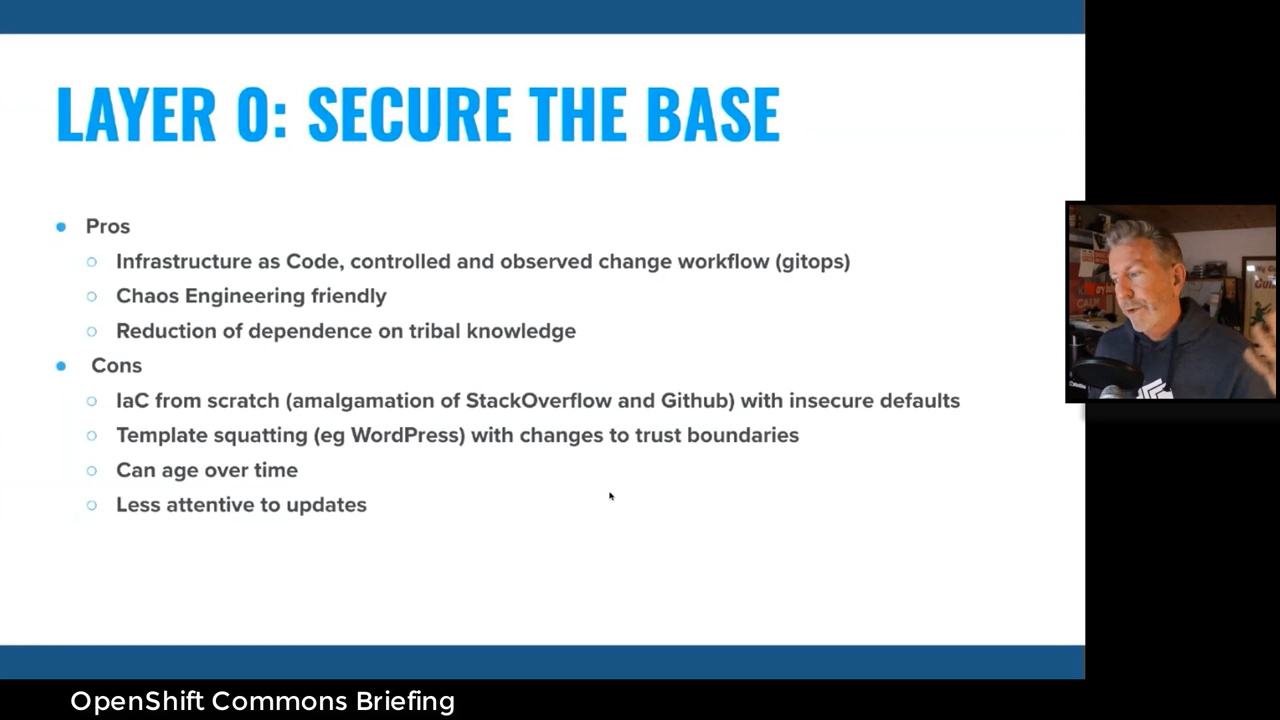 LAYER 0: SECURE THE BASE
Pros
Infrastructure as Code, controlled and observed change workflow (gitops)
Chaos Engineering friendly
Reduction of dependence on tribal knowledge
Cons
IaC from scratch (amalgamation of StackOverflow and Github) with insecure defaults
Template squatting (eg WordPress) with changes to trust boundaries
Can age over time
Less attentive to updates
OpenShift Commons Briefing